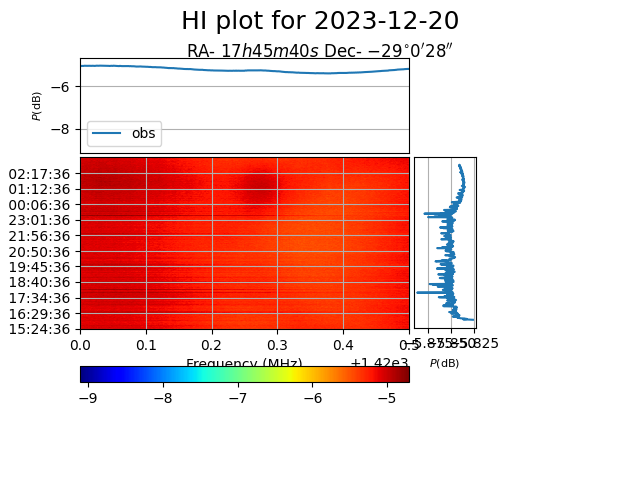 HI plot for 2023-12-20
RA- 17h45m40s Dec- −29°0′28″
P(dB)
−6
−8
obs
02:17:36
01:12:36
00:06:36
23:01:36
21:56:36
20:50:36
19:45:36
18:40:36
17:34:36
16:29:36
15:24:36
0.0 0.1 0.2 0.3 0.4 0.5
Frequency (MHz) +1.42e3
P(dB)
−9 −8 −7 −6 −5